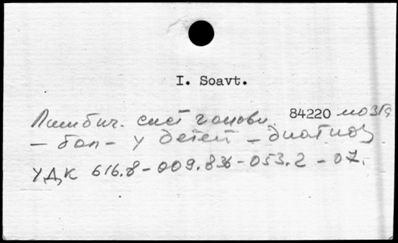 I. Soavt.
Лимбич. сист головн. 84220 мозга
– бол – у детей – диагноз
УДК 616.8-009.836-053.2-07.